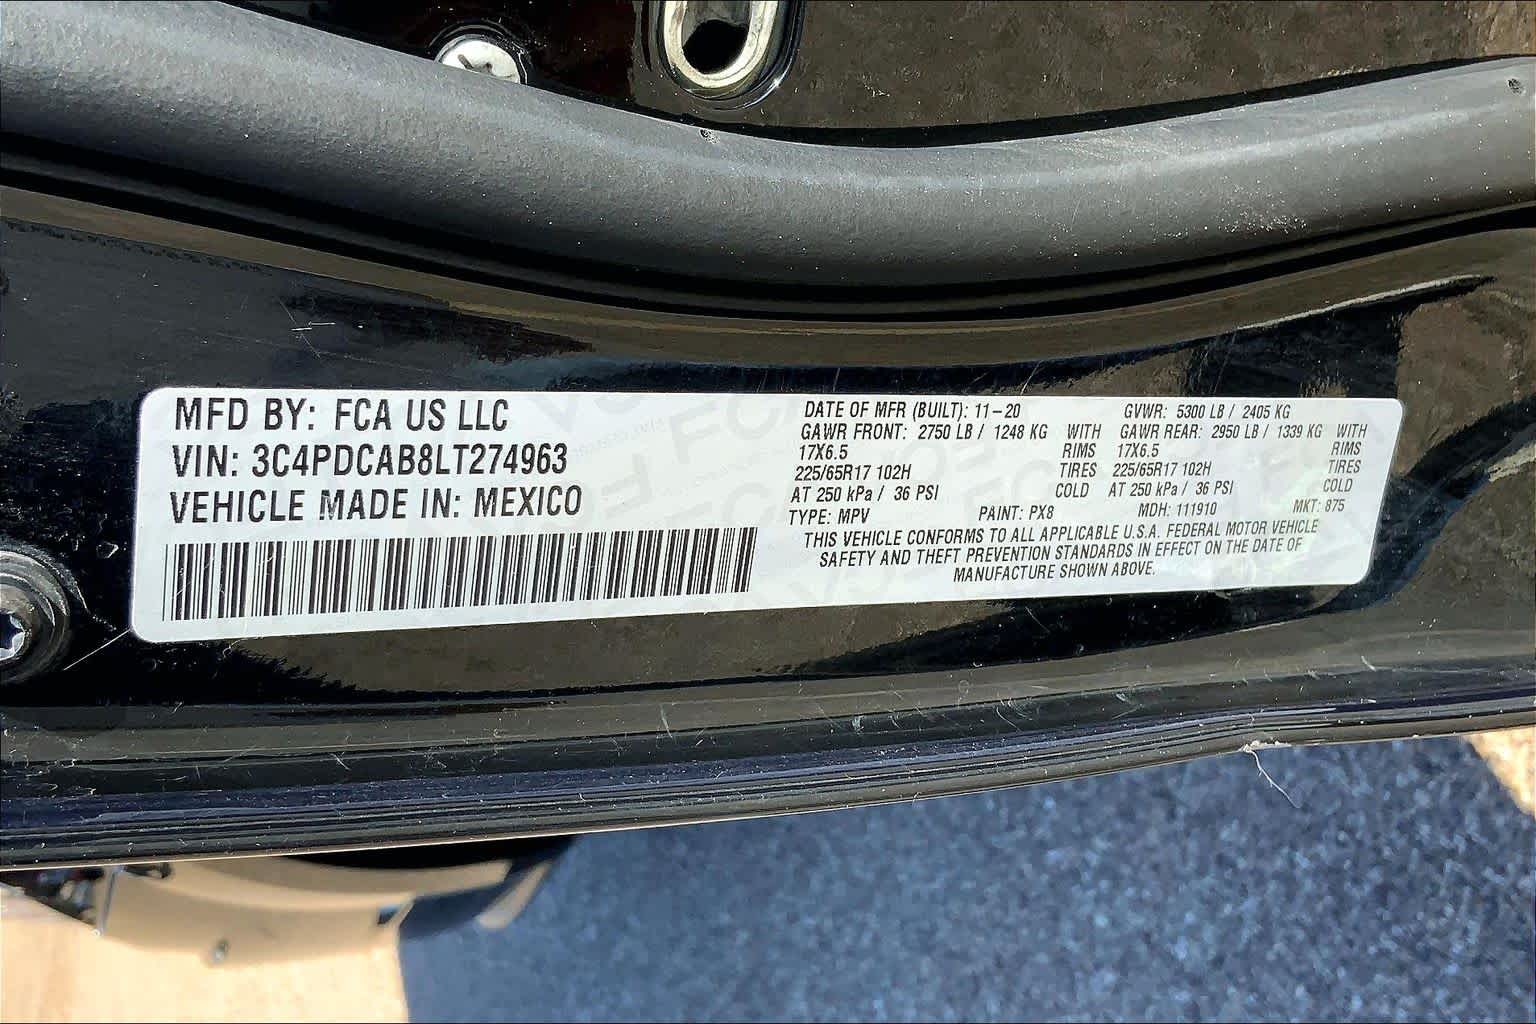 MFD BY: FCA US LLC
VIN: 3C4PDCAB8LT274963
VEHICLE MADE IN: MEXICO
DATE OF MFR (BUILT): 11-20 GVWR: 5300 LB / 2405 KG
GAWR FRONT: 2750 LB / 1248 KG WITH GAWR REAR: 2950 LB / 1339 KG WITH
17X6.5 RIMS 17X6.5 RIMS
225/65R17 102H TIRES 225/65R17 102H TIRES
AT 250 kPa / 36 PSI COLD AT 250 kPa / 36 PSI COLD
TYPE: MPV PAINT: PX8 MDH: 111910 MKT: 875
THIS VEHICLE CONFORMS TO ALL APPLICABLE U.S.A. FEDERAL MOTOR VEHICLE
SAFETY AND THEFT PREVENTION STANDARDS IN EFFECT ON THE DATE OF
MANUFACTURE SHOWN ABOVE.